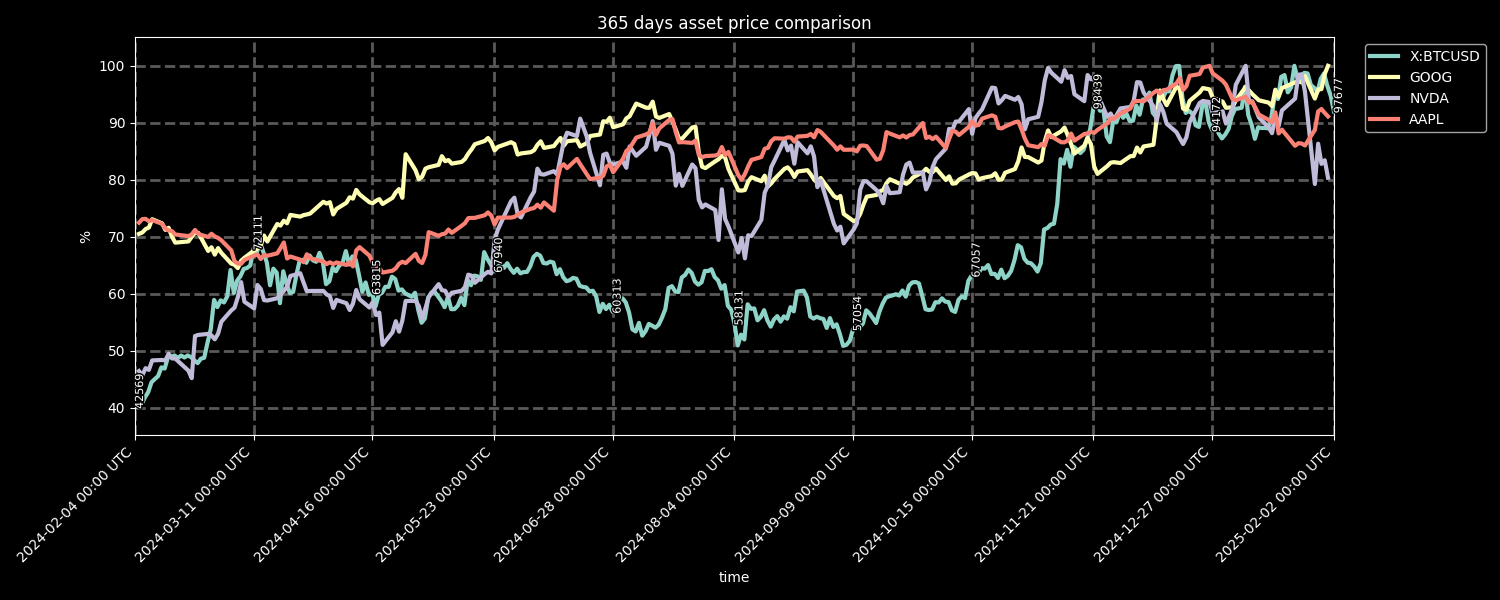 365 days asset price comparison
X:BTCUSD
GOOG
NVDA
AAPL
%
100
90
80
70
60
50
40
42569
72111
63815
67940
60313
58131
57054
67057
98439
94172
97677
2024-02-04 00:00 UTC
2024-03-11 00:00 UTC
2024-04-16 00:00 UTC
2024-05-23 00:00 UTC
2024-06-28 00:00 UTC
2024-08-04 00:00 UTC
2024-09-09 00:00 UTC
2024-10-15 00:00 UTC
2024-11-21 00:00 UTC
2024-12-27 00:00 UTC
2025-02-02 00:00 UTC
time